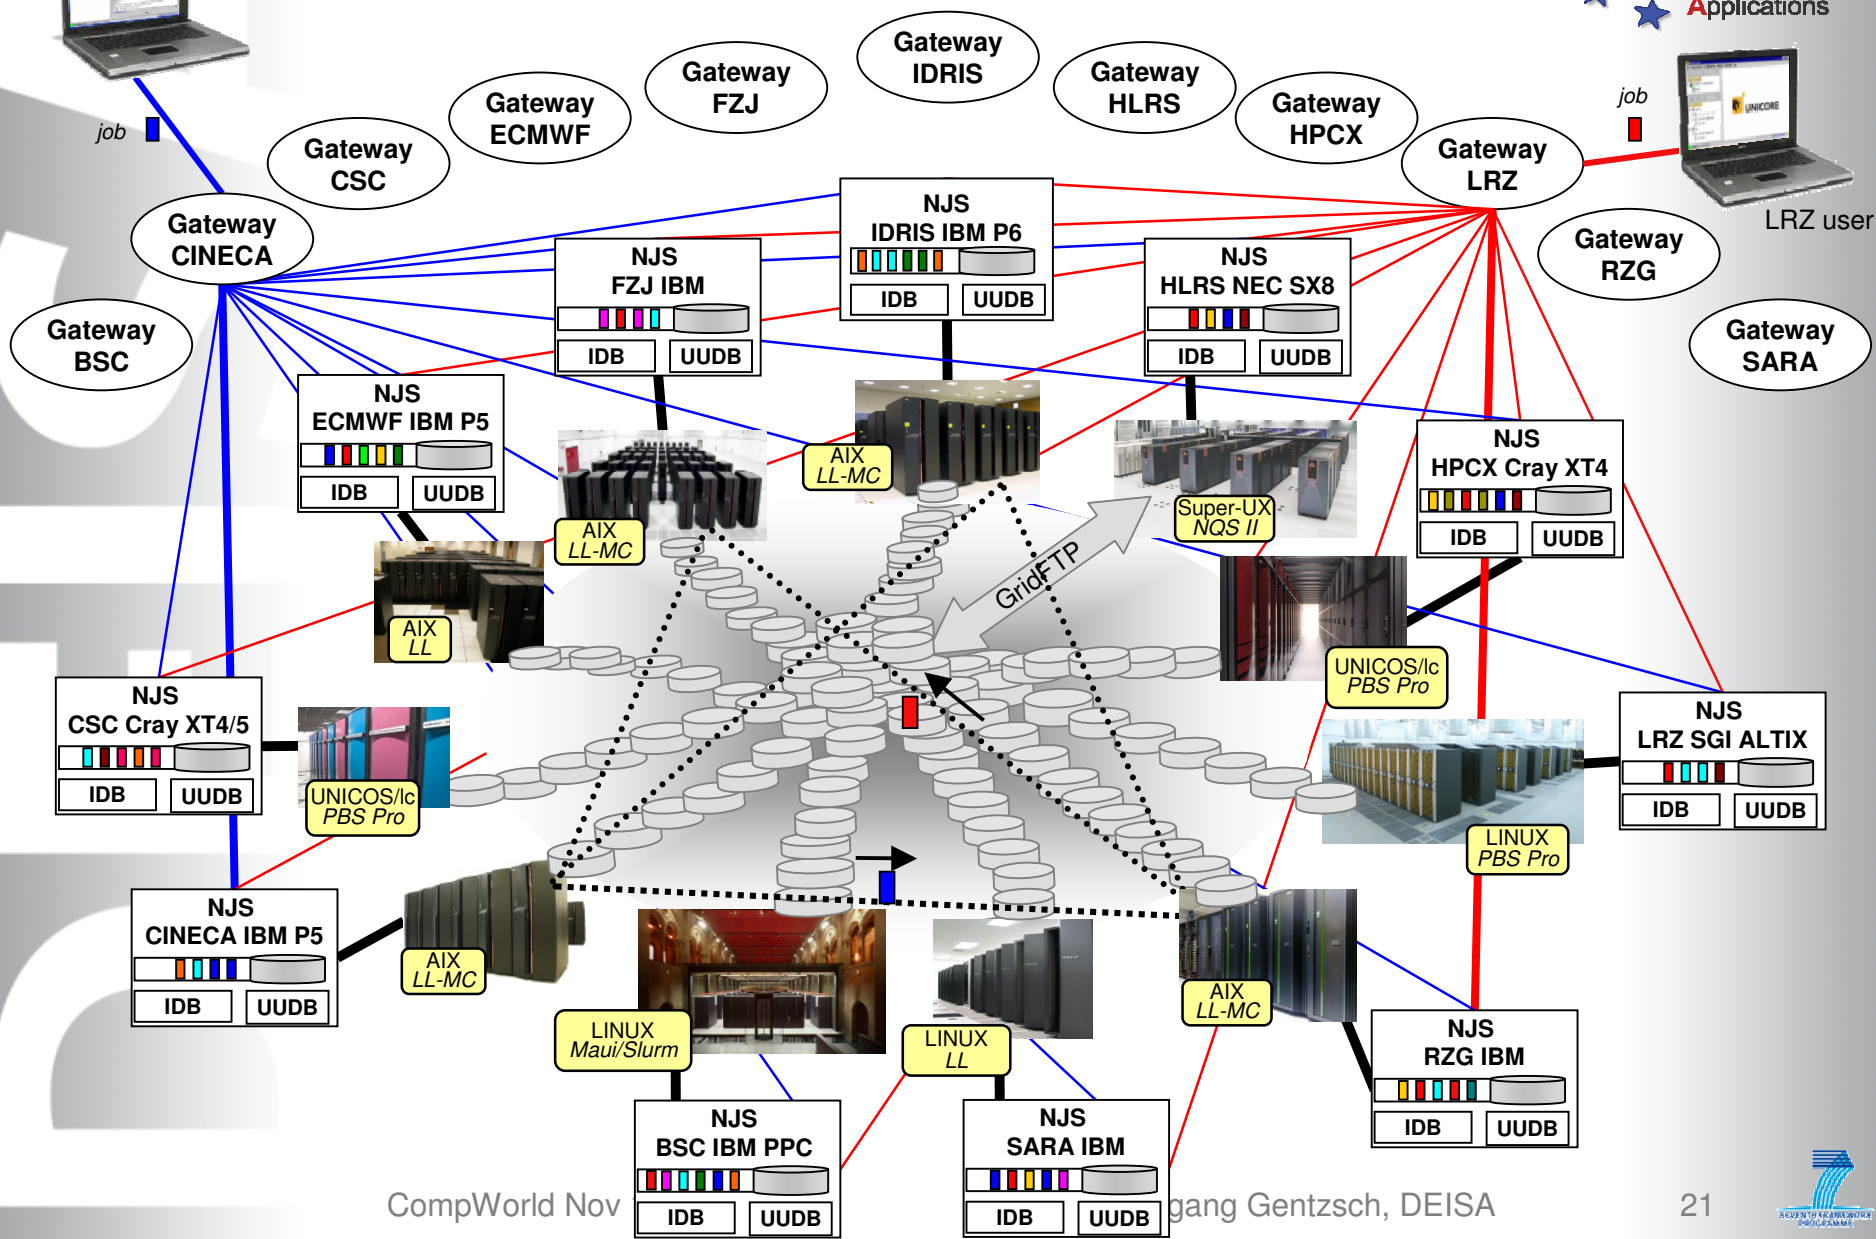 Applications
job
Gateway
CINECA
Gateway
BSC
Gateway
CSC
Gateway
ECMWF
Gateway
FZJ
Gateway
IDRIS
Gateway
HLRS
Gateway
HPCX
Gateway
LRZ
job
UNICORE
LRZ user
Gateway
RZG
Gateway
SARA
NJS
IDRIS IBM P6
IDB
UUDB
NJS
FZJ IBM
IDB
UUDB
NJS
HLRS NEC SX8
IDB
UUDB
NJS
ECMWF IBM P5
IDB
UUDB
NJS
HPCX Cray XT4
IDB
UUDB
AIX
LL-MC
AIX
LL-MC
Super-UX
NQS II
GridFTP
AIX
LL
UNICOS/lc
PBS Pro
NJS
CSC Cray XT4/5
IDB
UUDB
UNICOS/lc
PBS Pro
NJS
LRZ SGI ALTIX
IDB
UUDB
LINUX
PBS Pro
NJS
CINECA IBM P5
IDB
UUDB
AIX
LL-MC
LINUX
Maui/Slurm
LINUX
LL
AIX
LL-MC
NJS
RZG IBM
IDB
UUDB
NJS
BSC IBM PPC
IDB
UUDB
NJS
SARA IBM
IDB
UUDB
CompWorld Nov
gang Gentzsch, DEISA
21
SEVENTH FRAMEWORK
PROGRAMME